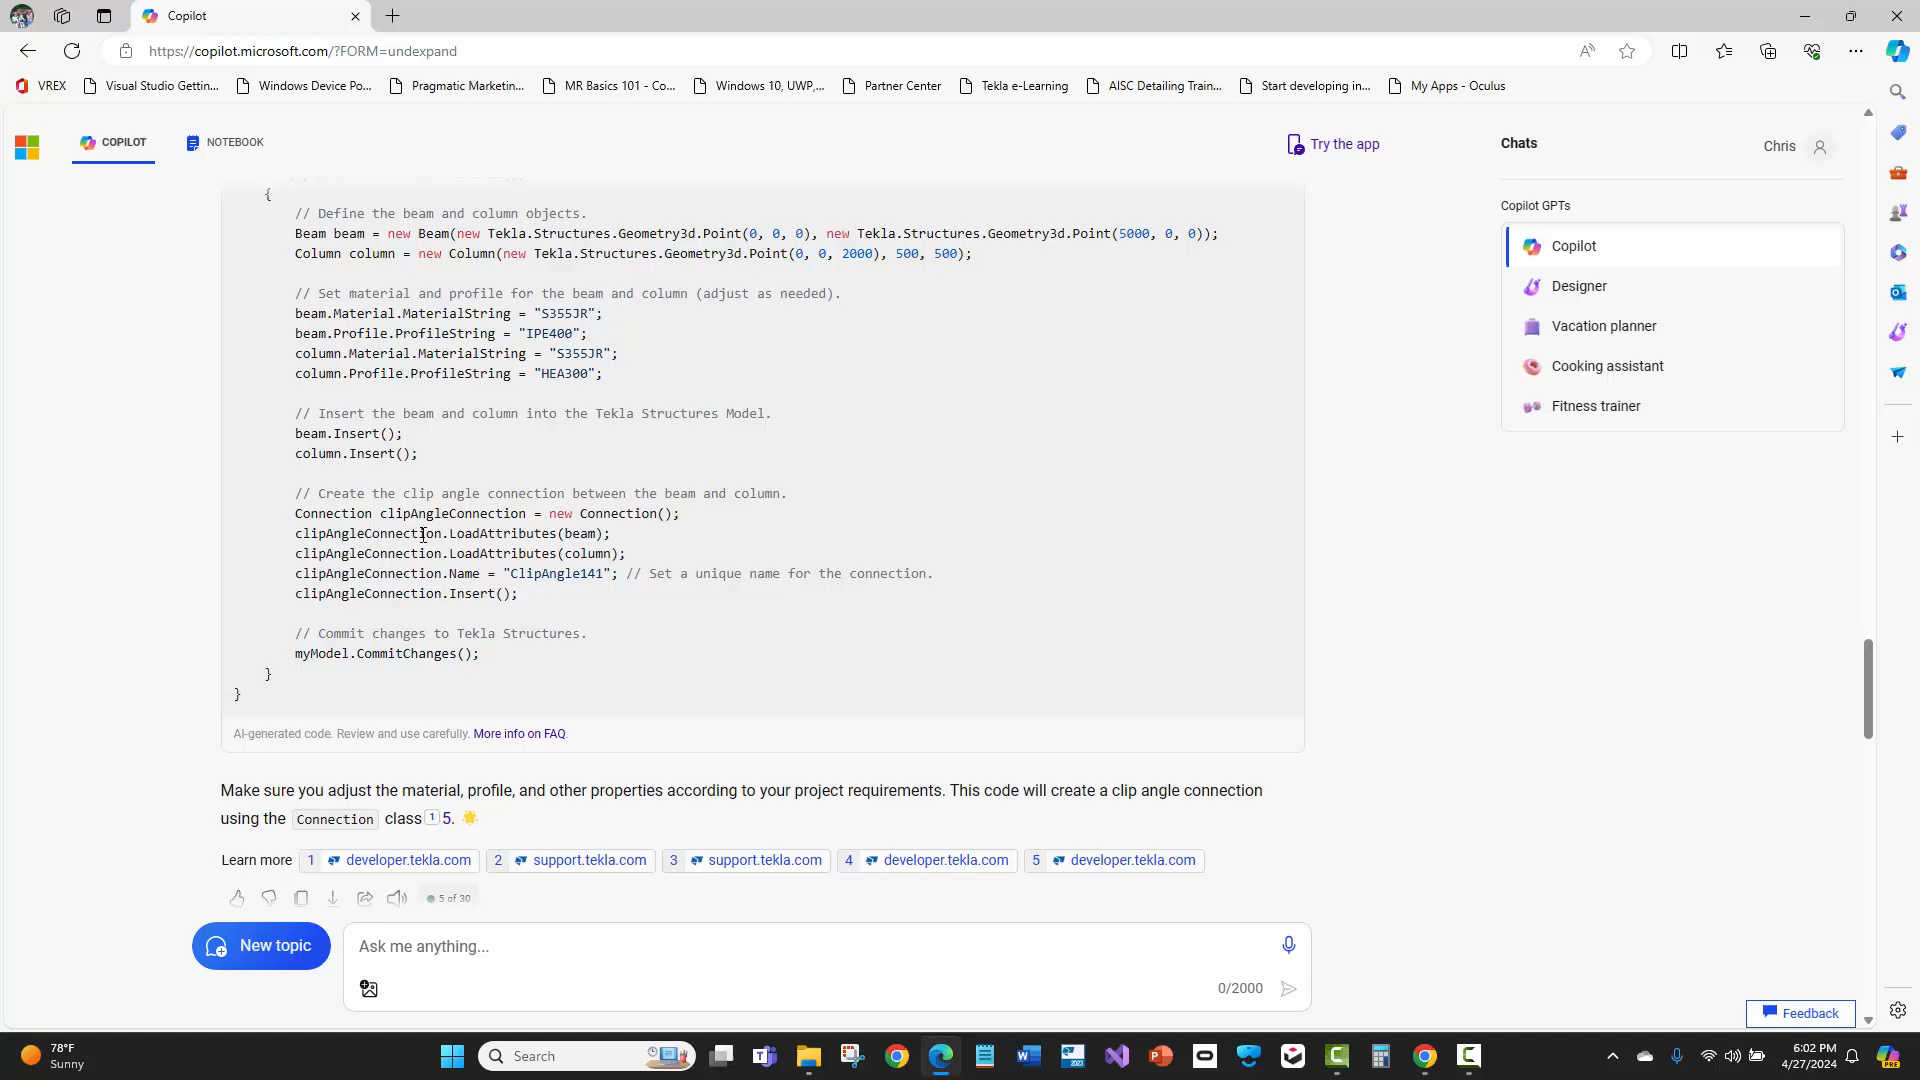 Copilot
https://copilot.microsoft.com/?FORM=undexpand
VREX
Visual Studio Gettin...
Windows Device Po...
Pragmatic Marketin...
MR Basics 101 - Co...
Windows 10, UWP,...
Partner Center
Tekla e-Learning
AISC Detailing Train...
Start developing in...
My Apps - Oculus
COPILOT
NOTEBOOK
Try the app
Chats
Chris
Copilot GPTs
Copilot
Designer
Vacation planner
Cooking assistant
Fitness trainer
{
// Define the beam and column objects.
Beam beam = new Beam(new Tekla.Structures.Geometry3d.Point(0, 0, 0), new Tekla.Structures.Geometry3d.Point(5000, 0, 0));
Column column = new Column(new Tekla.Structures.Geometry3d.Point(0, 0, 2000), 500, 500);
// Set material and profile for the beam and column (adjust as needed).
beam.Material.MaterialString = "S355JR";
beam.Profile.ProfileString = "IPE400";
column.Material.MaterialString = "S355JR";
column.Profile.ProfileString = "HEA300";
// Insert the beam and column into the Tekla Structures Model.
beam.Insert();
column.Insert();
// Create the clip angle connection between the beam and column.
Connection clipAngleConnection = new Connection();
clipAngleConnection.LoadAttributes(beam);
clipAngleConnection.LoadAttributes(column);
clipAngleConnection.Name = "ClipAngle141"; // Set a unique name for the connection.
clipAngleConnection.Insert();
// Commit changes to Tekla Structures.
myModel.CommitChanges();
}
}
AI-generated code. Review and use carefully. More info on FAQ.
Make sure you adjust the material, profile, and other properties according to your project requirements. This code will create a clip angle connection
using the Connection class 1 5.
Learn more 1 developer.tekla.com 2 support.tekla.com 3 support.tekla.com 4 developer.tekla.com 5 developer.tekla.com
5 of 30
New topic
Ask me anything...
0/2000
Feedback
78°F
Sunny
Search
6:02 PM
4/27/2024